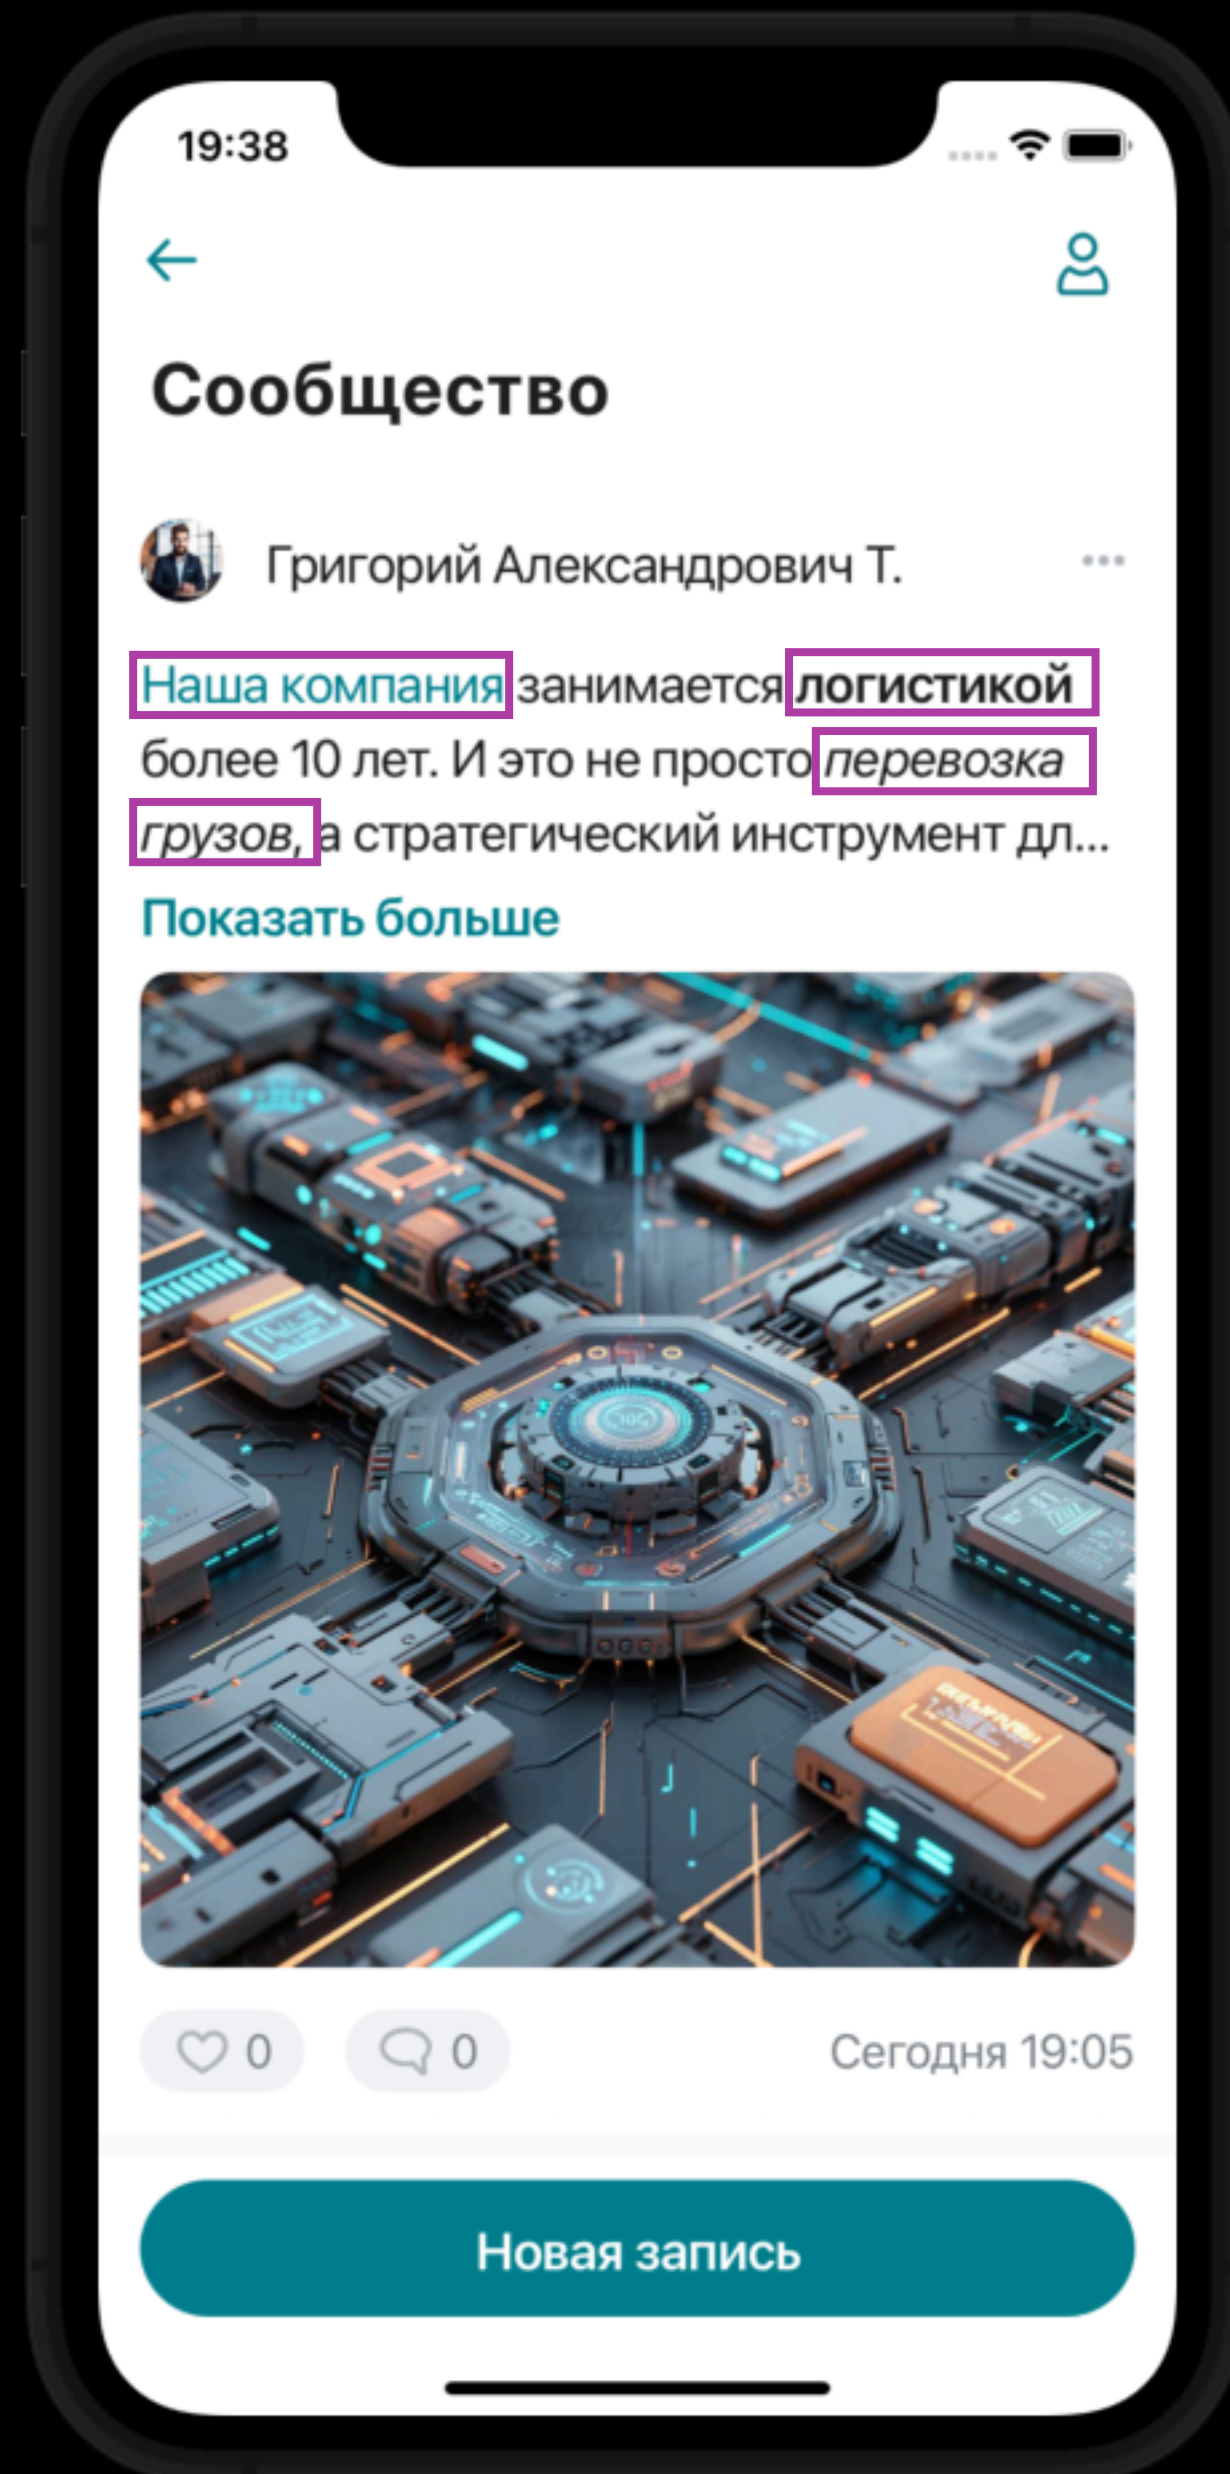 19:38
Сообщество
Григорий Александрович Т.
Наша компания занимается логистикой
более 10 лет. И это не просто перевозка
грузов, а стратегический инструмент дл...
Показать больше
0
0
Сегодня 19:05
Новая запись